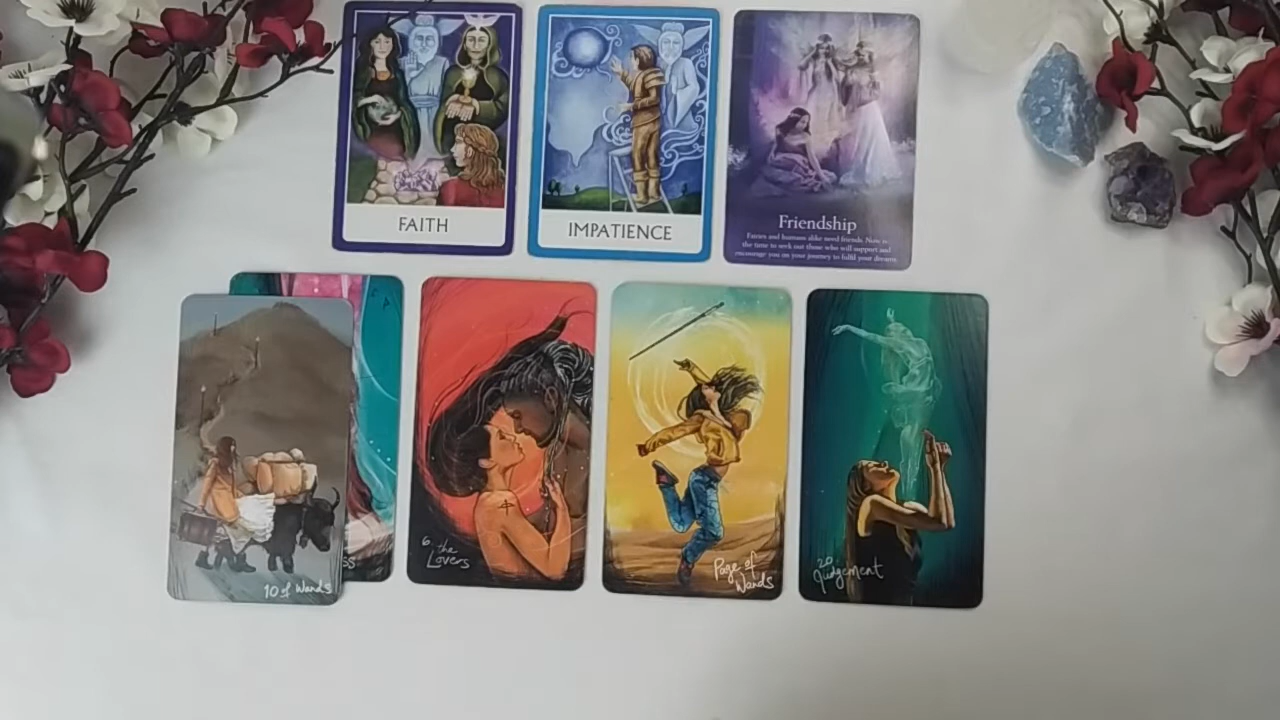 FAITH
IMPATIENCE
Friendship
Fairies and humans alike need friends. Now is
the time to seek out those who will support and
encourage you on your journey to fulfil your dreams.
10 of Wands
SS
6. the
Lovers
Page of
Wands
20
Judgement